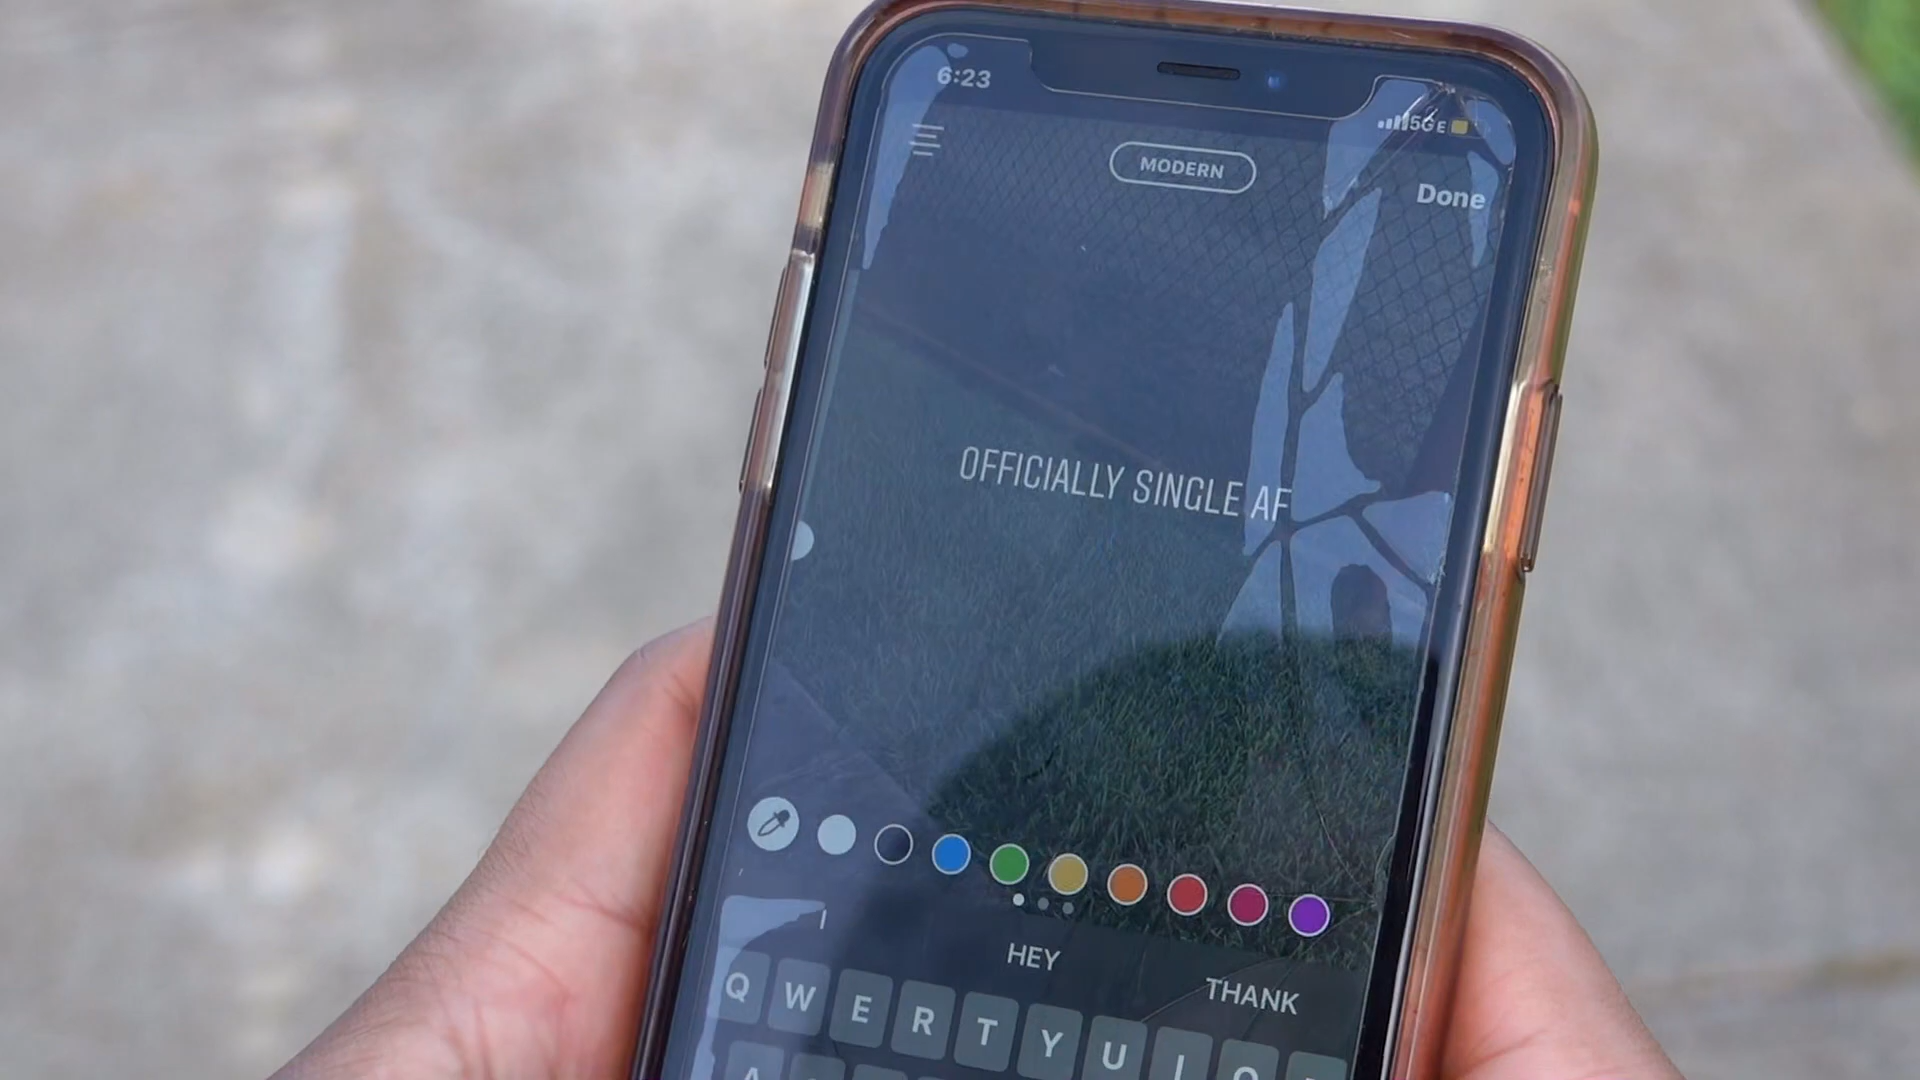 6:23
5GE
MODERN
Done
OFFICIALLY SINGLE AF
I
HEY
THANK
Q W E R T Y U I O
A